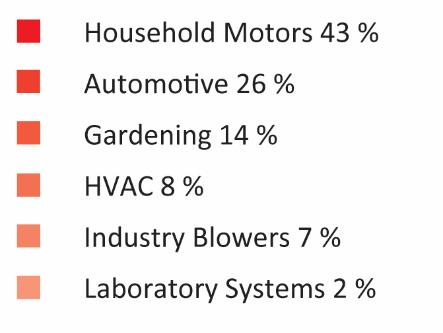 Household Motors 43 %
Automotive 26 %
Gardening 14 %
HVAC 8 %
Industry Blowers 7 %
Laboratory Systems 2 %